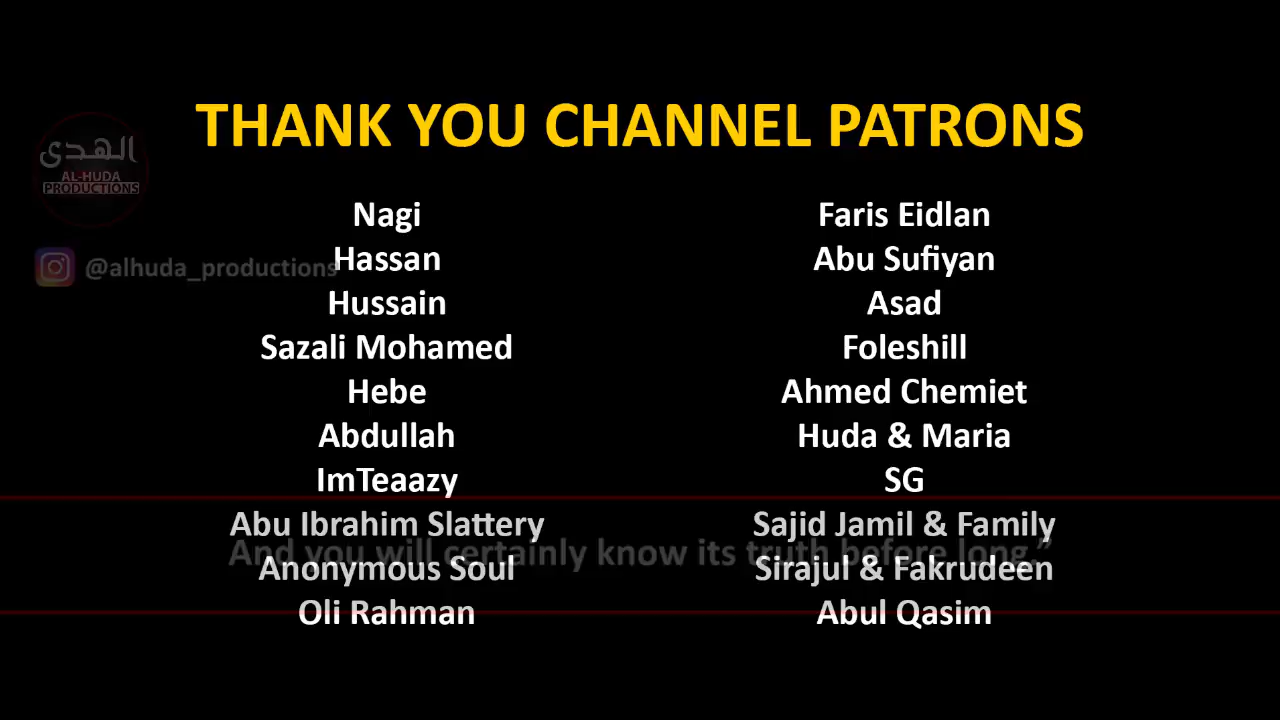 THANK YOU CHANNEL PATRONS
الهدى
AL-HUDA
PRODUCTIONS
@alhuda_productions
Nagi
Hassan
Hussain
Sazali Mohamed
Hebe
Abdullah
ImTeaazy
Abu Ibrahim Slattery
Anonymous Soul
Oli Rahman
Faris Eidlan
Abu Sufiyan
Asad
Foleshill
Ahmed Chemiet
Huda & Maria
SG
Sajid Jamil & Family
Sirajul & Fakrudeen
Abul Qasim
And you will certainly know its truth before long.”